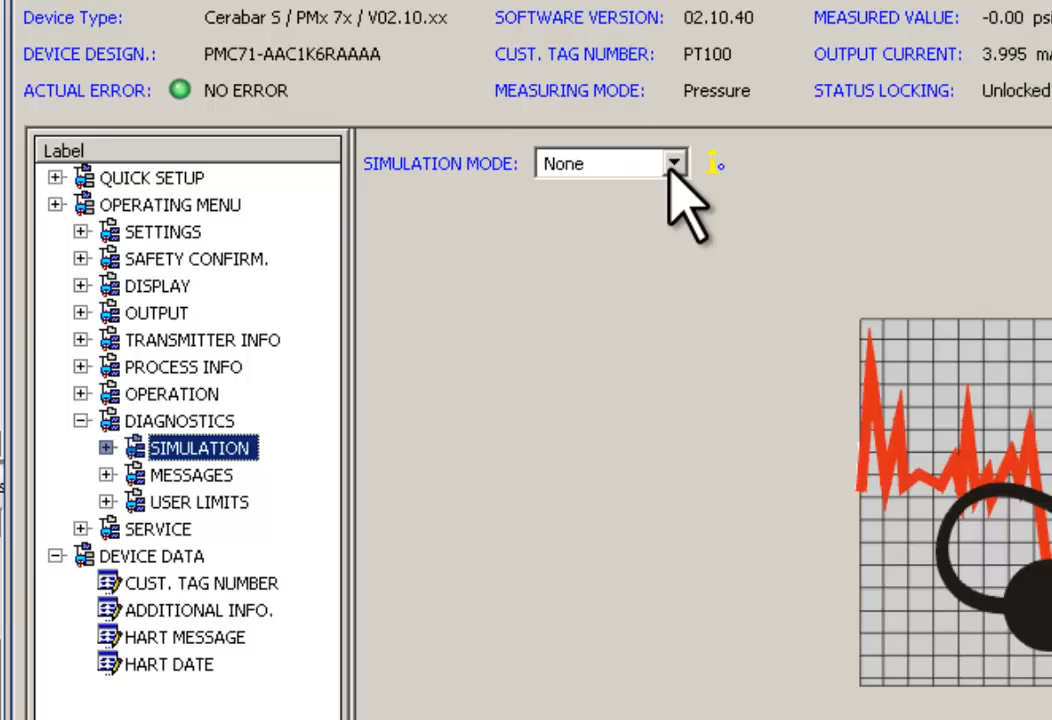 Device Type: Cerabar S / PMx 7x / V02.10.xx SOFTWARE VERSION: 02.10.40 MEASURED VALUE: -0.00 psi
DEVICE DESIGN.: PMC71-AAC1K6RAAAA CUST. TAG NUMBER: PT100 OUTPUT CURRENT: 3.995 mA
ACTUAL ERROR: NO ERROR MEASURING MODE: Pressure STATUS LOCKING: Unlocked
Label
SIMULATION MODE: None
QUICK SETUP
OPERATING MENU
SETTINGS
SAFETY CONFIRM.
DISPLAY
OUTPUT
TRANSMITTER INFO
PROCESS INFO
OPERATION
DIAGNOSTICS
SIMULATION
MESSAGES
USER LIMITS
SERVICE
DEVICE DATA
CUST. TAG NUMBER
ADDITIONAL INFO.
HART MESSAGE
HART DATE